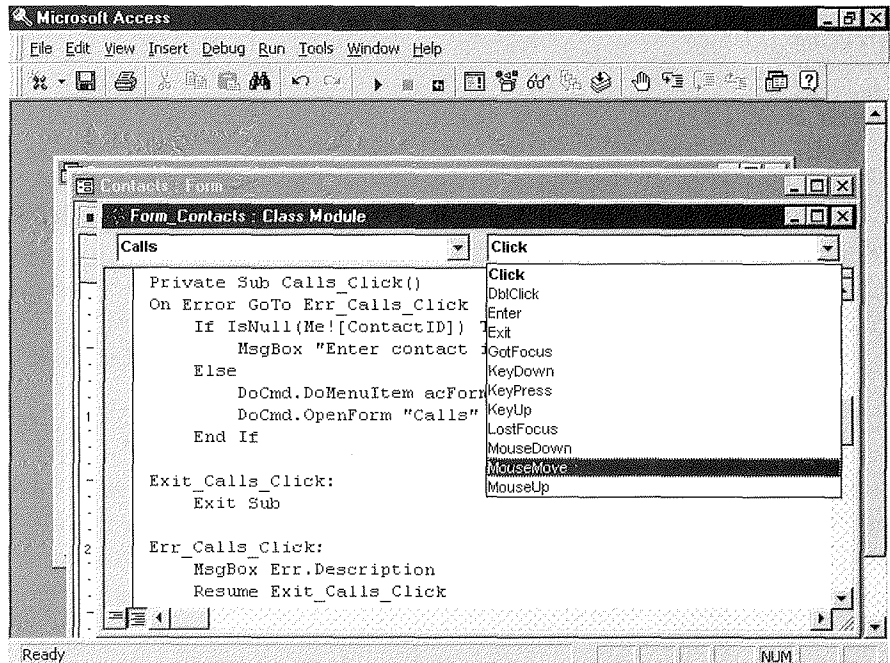 Microsoft Access
File Edit View Insert Debug Run Tools Window Help
Contacts : Form
Form_Contacts : Class Module
Calls
Click
Click
DblClick
Enter
Exit
GotFocus
KeyDown
KeyPress
KeyUp
LostFocus
MouseDown
MouseMove
MouseUp
Private Sub Calls_Click()
On Error GoTo Err_Calls_Click
If IsNull(Me![ContactID]) T
MsgBox "Enter contact
Else
DoCmd.DoMenuItem acForm
DoCmd.OpenForm "Calls"
End If
1
Exit_Calls_Click:
Exit Sub
2
Err_Calls_Click:
MsgBox Err.Description
Resume Exit_Calls_Click
Ready
NUM